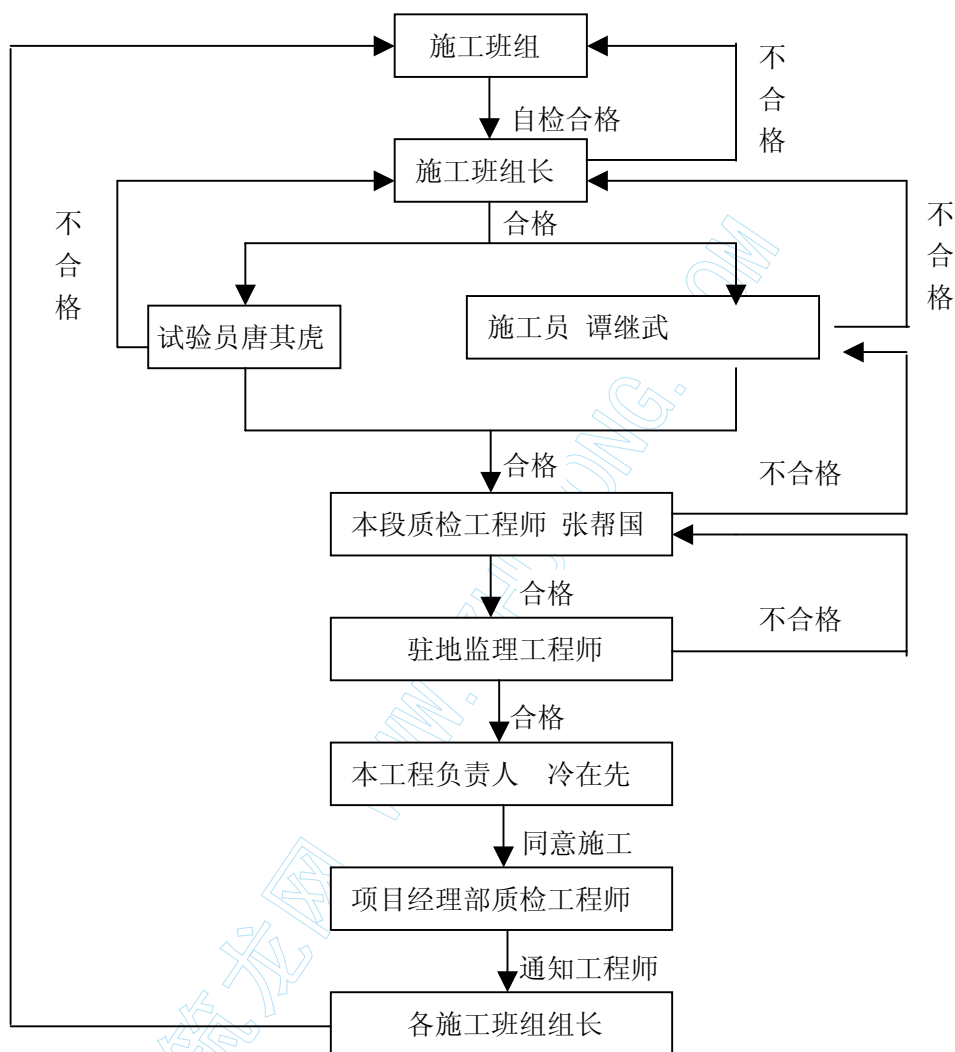 施工班组
不合格
自检合格
施工班组长
不合格
合格
不合格
试验员唐其虎
施工员 谭继武
合格
不合格
本段质检工程师 张帮国
合格
不合格
驻地监理工程师
合格
本工程负责人 冷在先
同意施工
项目经理部质检工程师
通知工程师
各施工班组组长